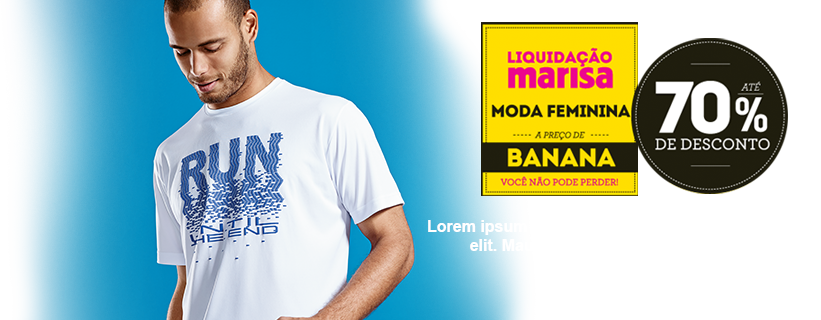 RUN
UNTIL
THE END
LIQUIDAÇÃO
marisa
MODA FEMININA
A PREÇO DE
BANANA
VOCÊ NÃO PODE PERDER!
ATÉ
70%
DE DESCONTO
Lorem ipsum
elit.